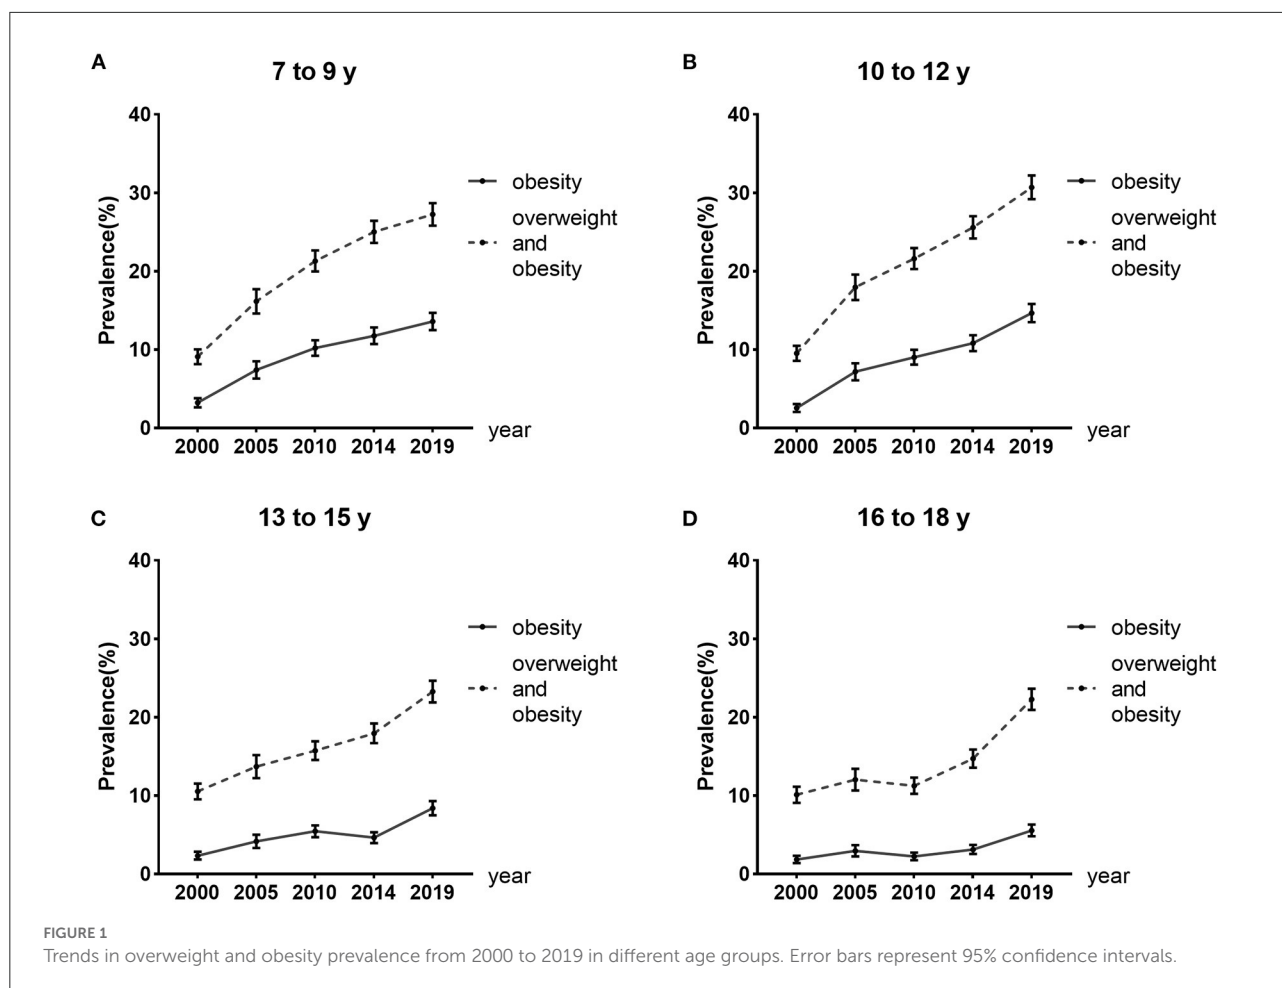 A
7 to 9 y
40
30
20
10
0
Prevalence(%)
2000 2005 2010 2014 2019
year
obesity
overweight
and
obesity
B
10 to 12 y
40
30
20
10
0
Prevalence(%)
2000 2005 2010 2014 2019
year
obesity
overweight
and
obesity
C
13 to 15 y
40
30
20
10
0
Prevalence(%)
2000 2005 2010 2014 2019
year
obesity
overweight
and
obesity
D
16 to 18 y
40
30
20
10
0
Prevalence(%)
2000 2005 2010 2014 2019
year
obesity
overweight
and
obesity
FIGURE 1
Trends in overweight and obesity prevalence from 2000 to 2019 in different age groups. Error bars represent 95% confidence intervals.